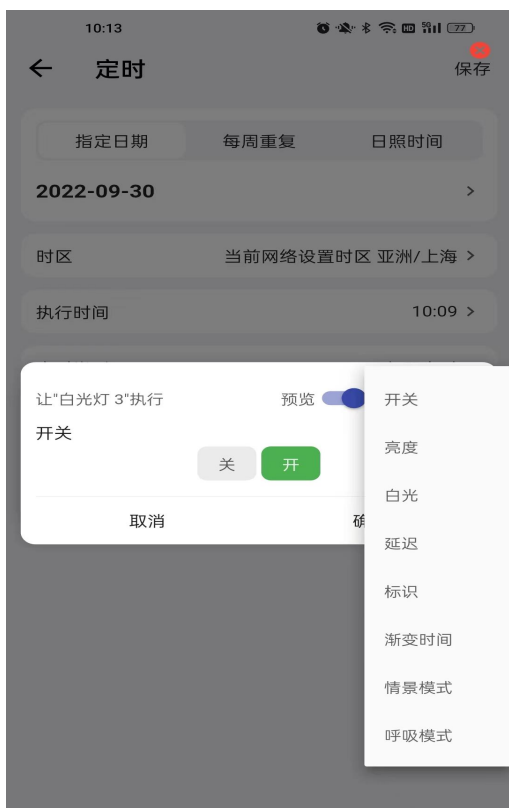 10:13
HD 5G 77
定时
保存
指定日期 每周重复 日照时间
2022-09-30
时区 当前网络设置时区 亚洲/上海
执行时间 10:09
让"白光灯 3"执行 预览
开关
关 开
取消 确
开关
亮度
白光
延迟
标识
渐变时间
情景模式
呼吸模式